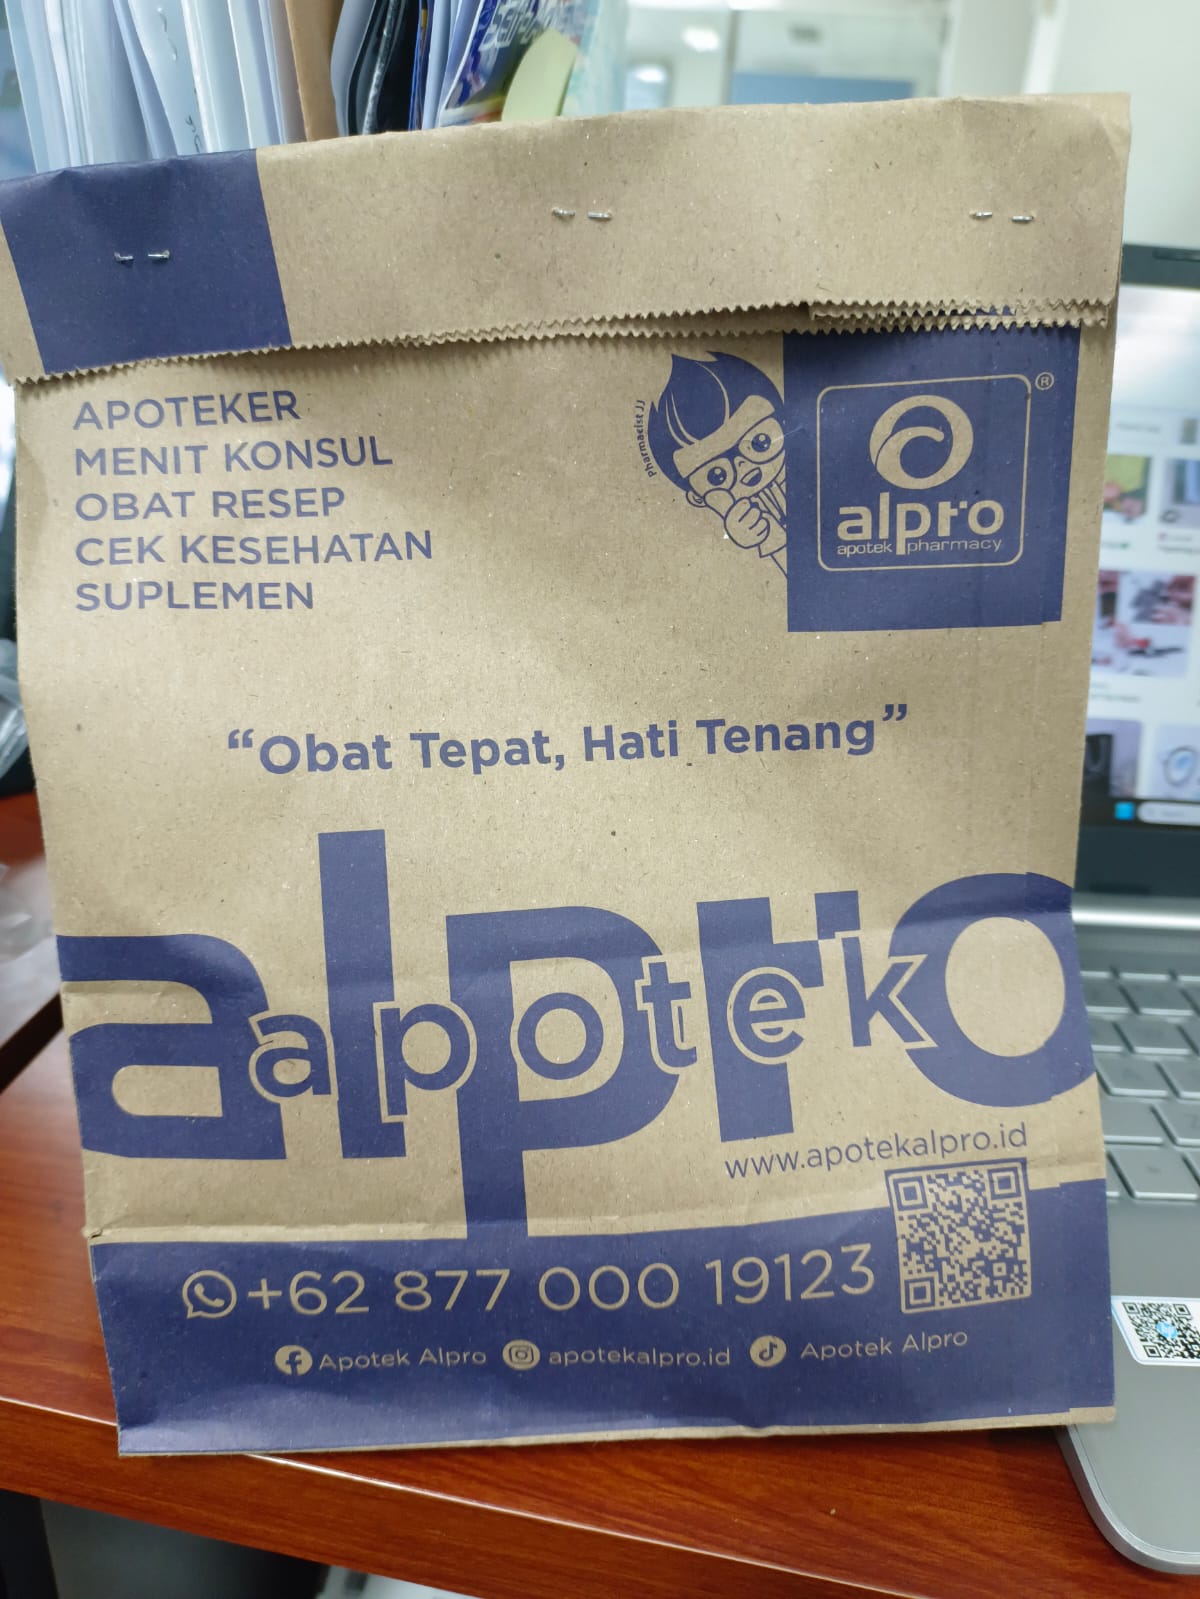 APOTEKER
MENIT KONSUL
OBAT RESEP
CEK KESEHATAN
SUPLEMEN
Pharmacist JJ
®
alpro
apotek pharmacy
“Obat Tepat, Hati Tenang”
alpro
apotek
www.apotekalpro.id
+62 877 000 19123
Apotek Alpro apotekalpro.id Apotek Alpro